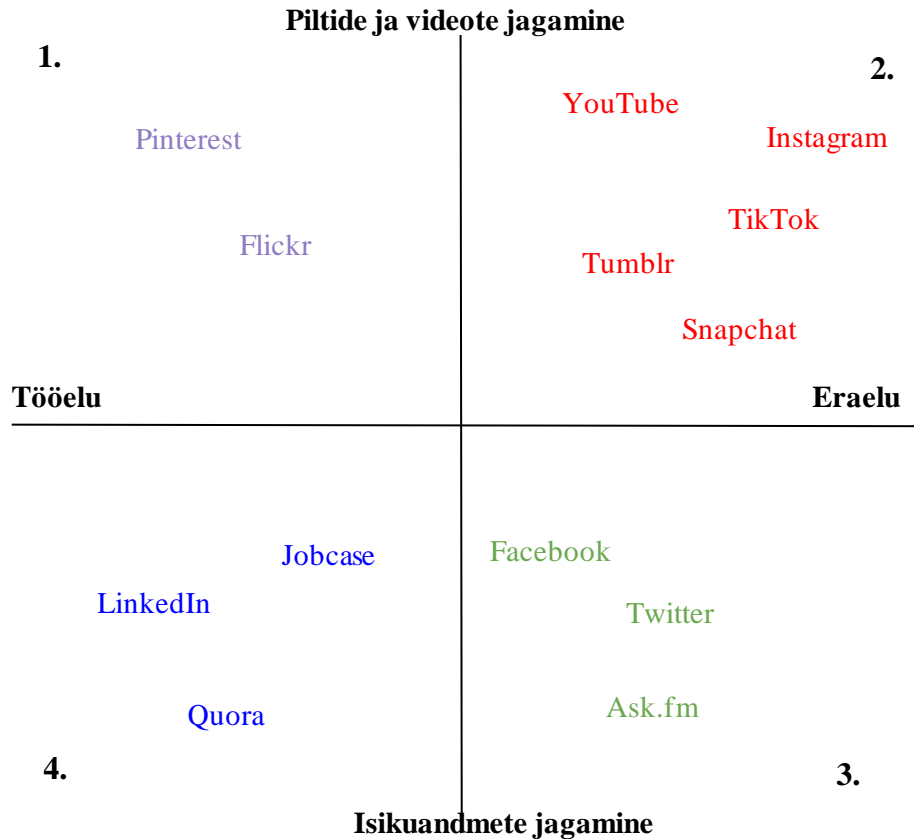 Piltide ja videote jagamine
1.
2.
YouTube
Pinterest
Instagram
TikTok
Flickr
Tumblr
Snapchat
Tööelu
Eraelu
Jobcase
Facebook
LinkedIn
Twitter
Quora
Ask.fm
4.
3.
Isikuandmete jagamine